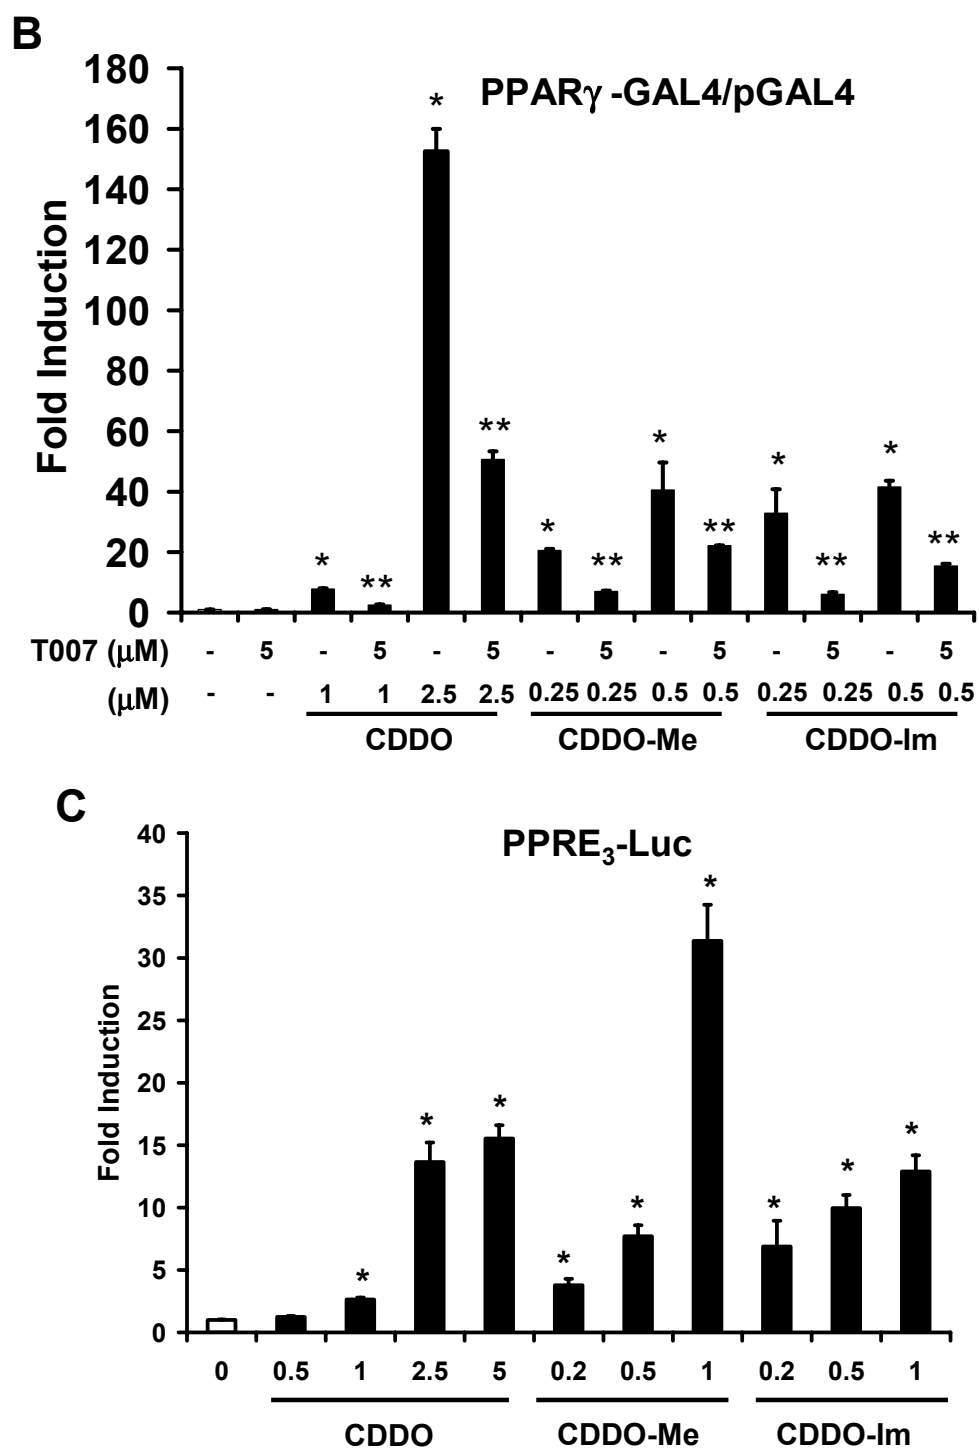 B
PPARγ -GAL4/pGAL4
Fold Induction
180
160
140
120
100
80
60
40
20
0
* ** * ** * ** * ** * ** * **
T007 (μM) - 5 - 5 - 5 - 5 - 5 - 5 - 5
(μM) - - 1 1 2.5 2.5 0.25 0.25 0.5 0.5 0.25 0.25 0.5 0.5
CDDO CDDO-Me CDDO-Im
C
PPRE3-Luc
Fold Induction
40
35
30
25
20
15
10
5
0
* * * * * * * * *
0 0.5 1 2.5 5 0.2 0.5 1 0.2 0.5 1
CDDO CDDO-Me CDDO-Im